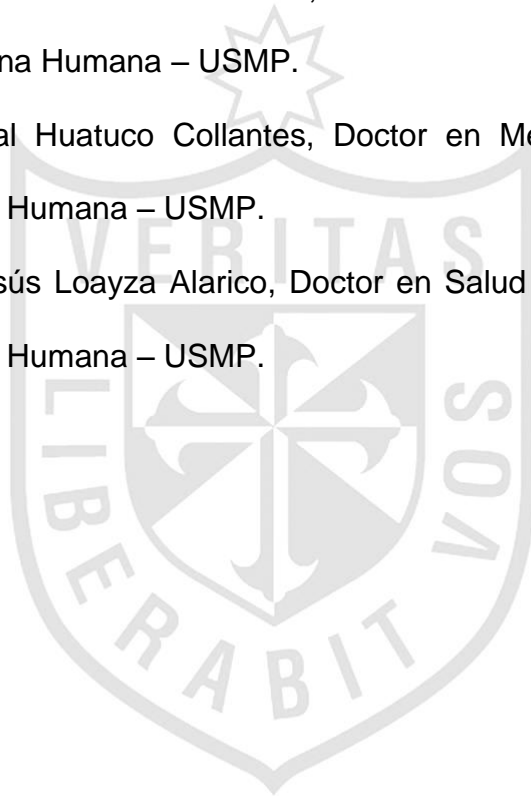 na Humana – USMP.
al Huatuco Collantes, Doctor en Me
Humana – USMP.
sús Loayza Alarico, Doctor en Salud
Humana – USMP.
VERITAS
LIBERABIT VOS